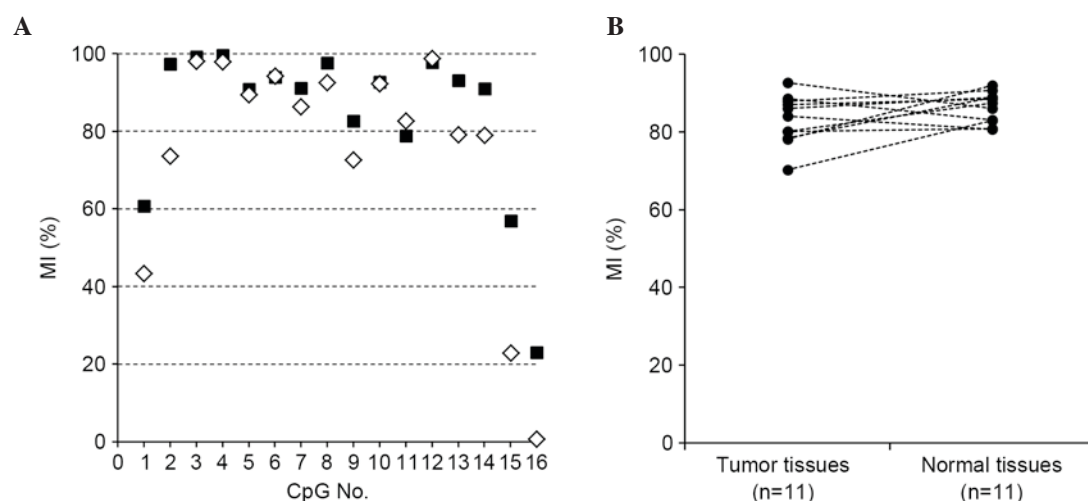 A
MI (%)
100
80
60
40
20
0
0 1 2 3 4 5 6 7 8 9 10 11 12 13 14 15 16
CpG No.
B
MI (%)
100
80
60
40
20
0
Tumor tissues
(n=11)
Normal tissues
(n=11)